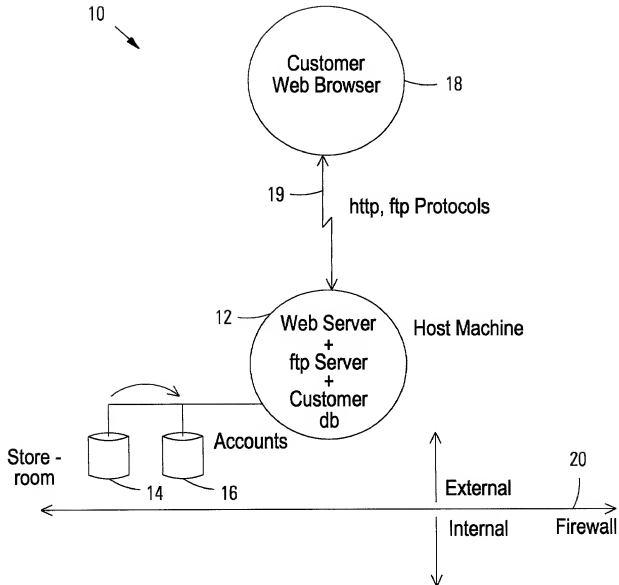 10
Customer
Web Browser
18
19
http, ftp Protocols
12
Web Server
+
ftp Server
+
Customer
db
Host Machine
Accounts
Store -
room
14
16
External
20
Internal
Firewall